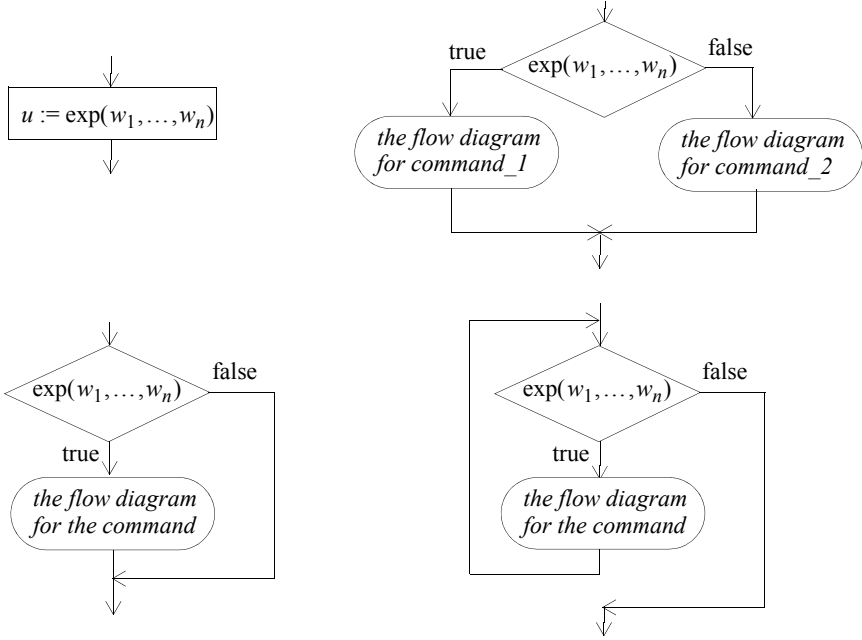 u := exp(w₁,…,wₙ)
true
exp(w₁,…,wₙ)
false
the flow diagram
for command_1
the flow diagram
for command_2
exp(w₁,…,wₙ)
false
true
the flow diagram
for the command
exp(w₁,…,wₙ)
false
true
the flow diagram
for the command